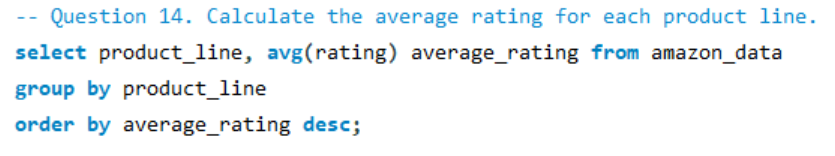 -- Question 14. Calculate the average rating for each product line.
select product_line, avg(rating) average_rating from amazon_data
group by product_line
order by average_rating desc;